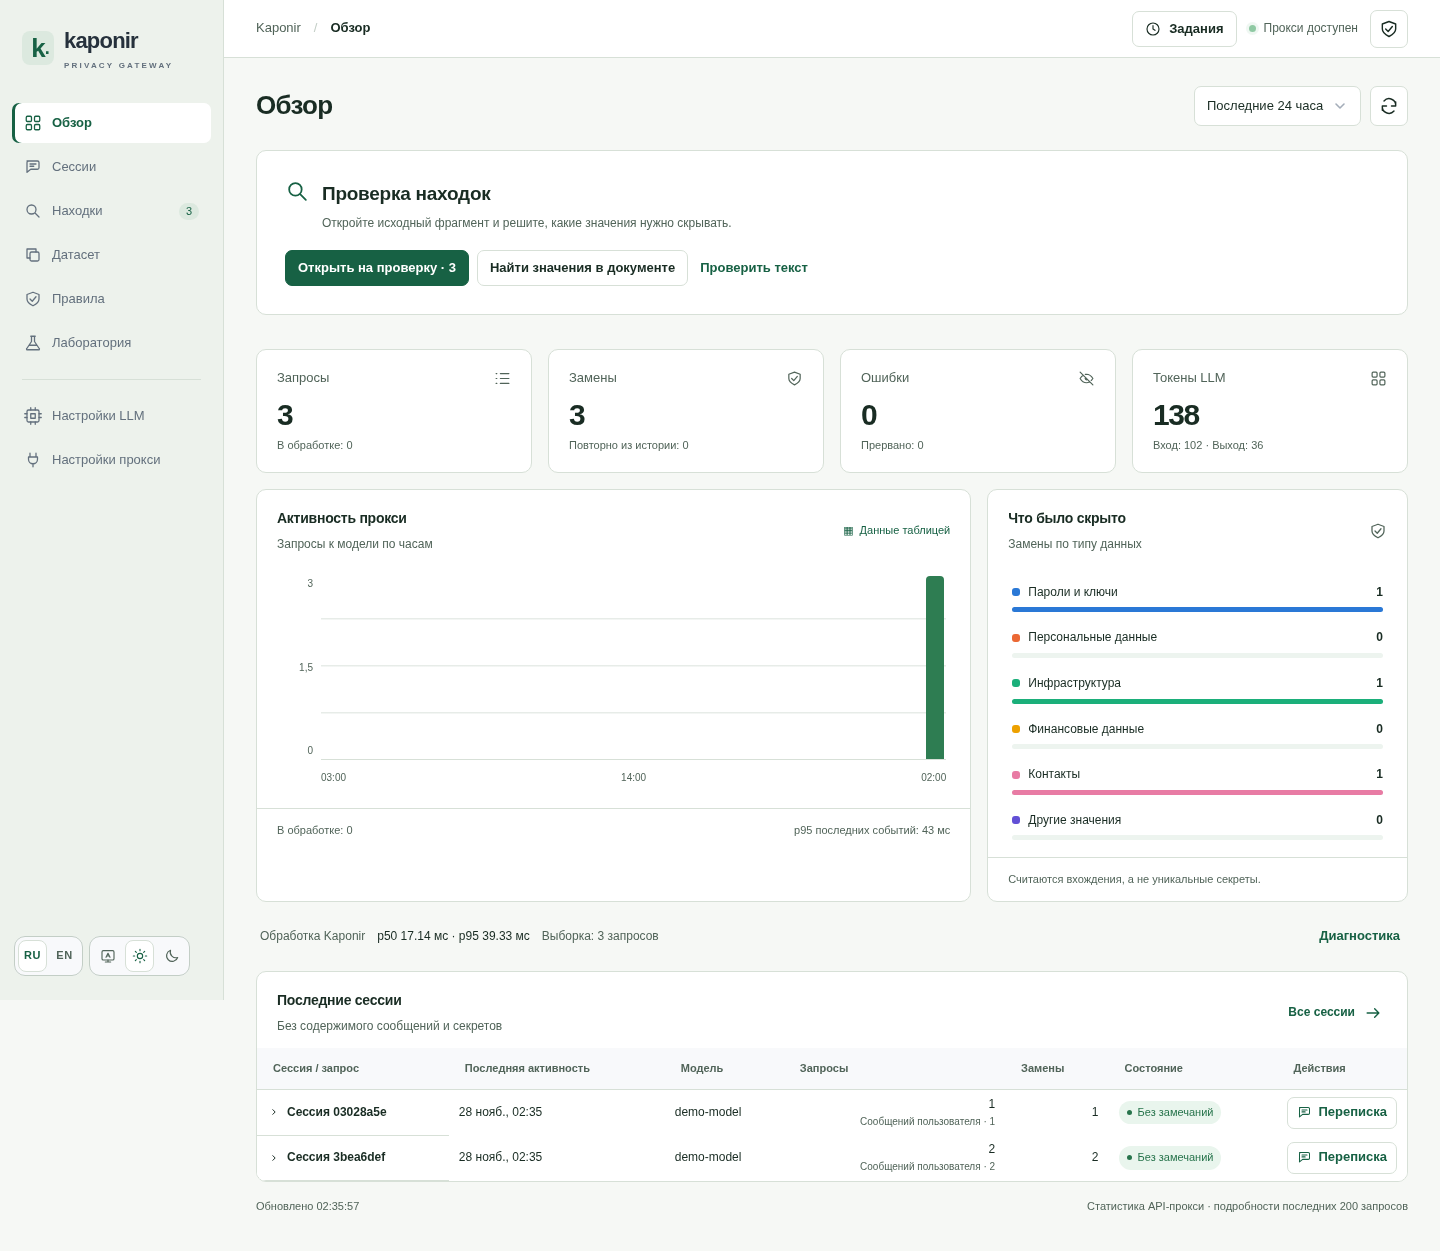 k.
kaponir
PRIVACY GATEWAY
Обзор
Сессии
Находки 3
Датасет
Правила
Лаборатория
Настройки LLM
Настройки прокси
RU EN
Kaponir / Обзор
Задания
Прокси доступен
Обзор
Последние 24 часа
Проверка находок
Откройте исходный фрагмент и решите, какие значения нужно скрывать.
Открыть на проверку · 3
Найти значения в документе
Проверить текст
Запросы
3
В обработке: 0
Замены
3
Повторно из истории: 0
Ошибки
0
Прервано: 0
Токены LLM
138
Вход: 102 · Выход: 36
Активность прокси
Запросы к модели по часам
Данные таблицей
3
1,5
0
03:00 14:00 02:00
В обработке: 0
p95 последних событий: 43 мс
Что было скрыто
Замены по типу данных
Пароли и ключи 1
Персональные данные 0
Инфраструктура 1
Финансовые данные 0
Контакты 1
Другие значения 0
Считаются вхождения, а не уникальные секреты.
Обработка Kaponir p50 17.14 мс · p95 39.33 мс Выборка: 3 запросов
Диагностика
Последние сессии
Без содержимого сообщений и секретов
Все сессии
Сессия / запрос Последняя активность Модель Запросы Замены Состояние Действия
Сессия 03028a5e 28 нояб., 02:35 demo-model 1 1 Без замечаний Переписка
Сообщений пользователя · 1
Сессия 3bea6def 28 нояб., 02:35 demo-model 2 2 Без замечаний Переписка
Сообщений пользователя · 2
Обновлено 02:35:57
Статистика API-прокси · подробности последних 200 запросов